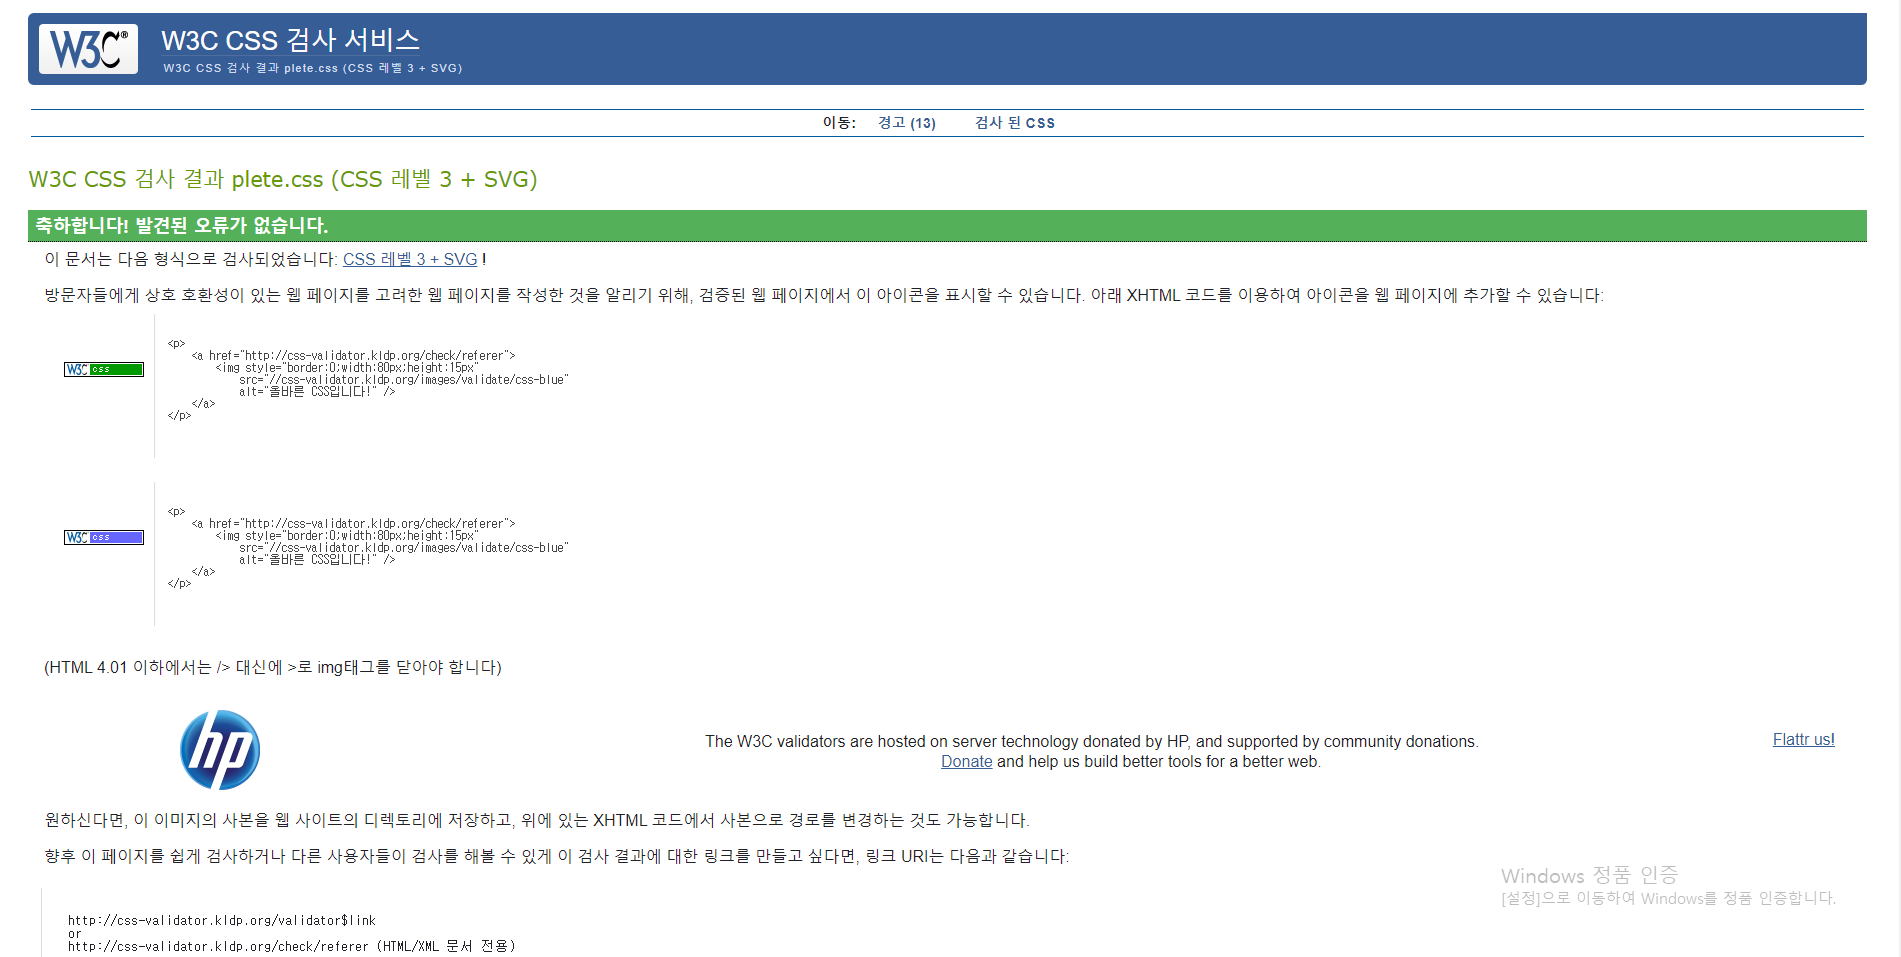 W3C®
W3C CSS 검사 서비스
W3C CSS 검사 결과 plete.css (CSS 레벨 3 + SVG)
이동: 경고 (13) 검사 된 CSS
W3C CSS 검사 결과 plete.css (CSS 레벨 3 + SVG)
축하합니다! 발견된 오류가 없습니다.
이 문서는 다음 형식으로 검사되었습니다: CSS 레벨 3 + SVG !
방문자들에게 상호 호환성이 있는 웹 페이지를 고려한 웹 페이지를 작성한 것을 알리기 위해, 검증된 웹 페이지에서 이 아이콘을 표시할 수 있습니다. 아래 XHTML 코드를 이용하여 아이콘을 웹 페이지에 추가할 수 있습니다:
W3C css
<p>
<a href="http://css-validator.kldp.org/check/referer">
<img style="border:0;width:80px;height:15px"
src="//css-validator.kldp.org/images/validate/css-blue"
alt="올바른 CSS입니다!" />
</a>
</p>
W3C css
<p>
<a href="http://css-validator.kldp.org/check/referer">
<img style="border:0;width:80px;height:15px"
src="//css-validator.kldp.org/images/validate/css-blue"
alt="올바른 CSS입니다!" />
</a>
</p>
(HTML 4.01 이하에서는 /> 대신에 >로 img태그를 닫아야 합니다)
hp
The W3C validators are hosted on server technology donated by HP, and supported by community donations.
Donate and help us build better tools for a better web.
Flattr us!
원하신다면, 이 이미지의 사본을 웹 사이트의 디렉토리에 저장하고, 위에 있는 XHTML 코드에서 사본으로 경로를 변경하는 것도 가능합니다.
향후 이 페이지를 쉽게 검사하거나 다른 사용자들이 검사를 해볼 수 있게 이 검사 결과에 대한 링크를 만들고 싶다면, 링크 URI는 다음과 같습니다:
Windows 정품 인증
[설정]으로 이동하여 Windows를 정품 인증합니다.
http://css-validator.kldp.org/validator$link
or
http://css-validator.kldp.org/check/referer (HTML/XML 문서 전용)